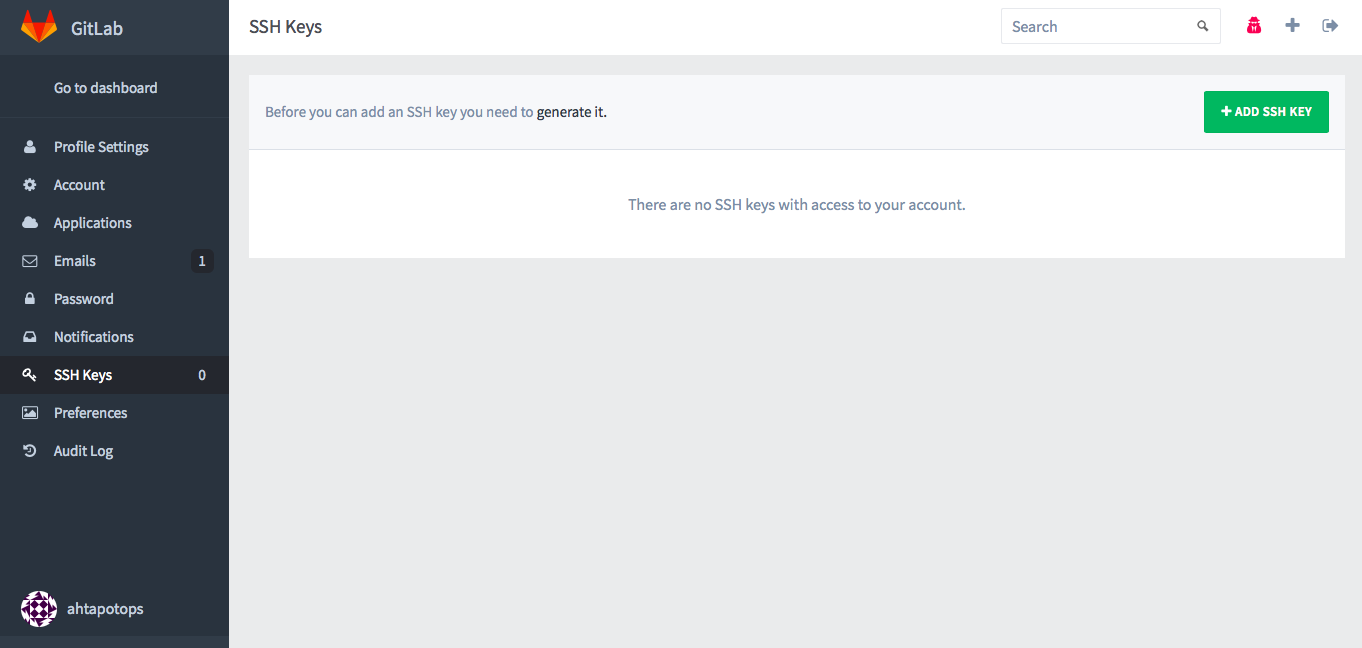 GitLab
Go to dashboard
Profile Settings
Account
Applications
Emails 1
Password
Notifications
SSH Keys 0
Preferences
Audit Log
ahtapotops
SSH Keys
Search
Before you can add an SSH key you need to generate it.
ADD SSH KEY
There are no SSH keys with access to your account.